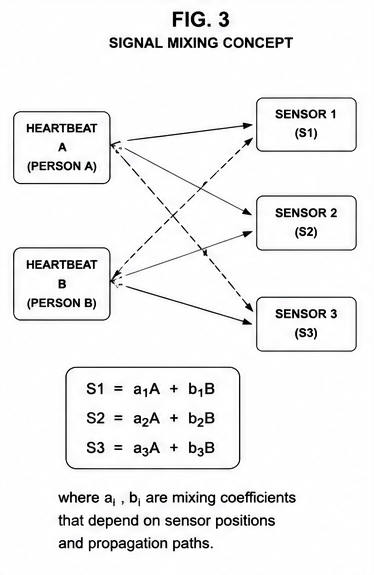 FIG. 3
SIGNAL MIXING CONCEPT
HEARTBEAT
A
(PERSON A)
SENSOR 1
(S1)
SENSOR 2
(S2)
HEARTBEAT
B
(PERSON B)
SENSOR 3
(S3)
S1 = a₁A + b₁B
S2 = a₂A + b₂B
S3 = a₃A + b₃B
where aᵢ , bᵢ are mixing coefficients
that depend on sensor positions
and propagation paths.